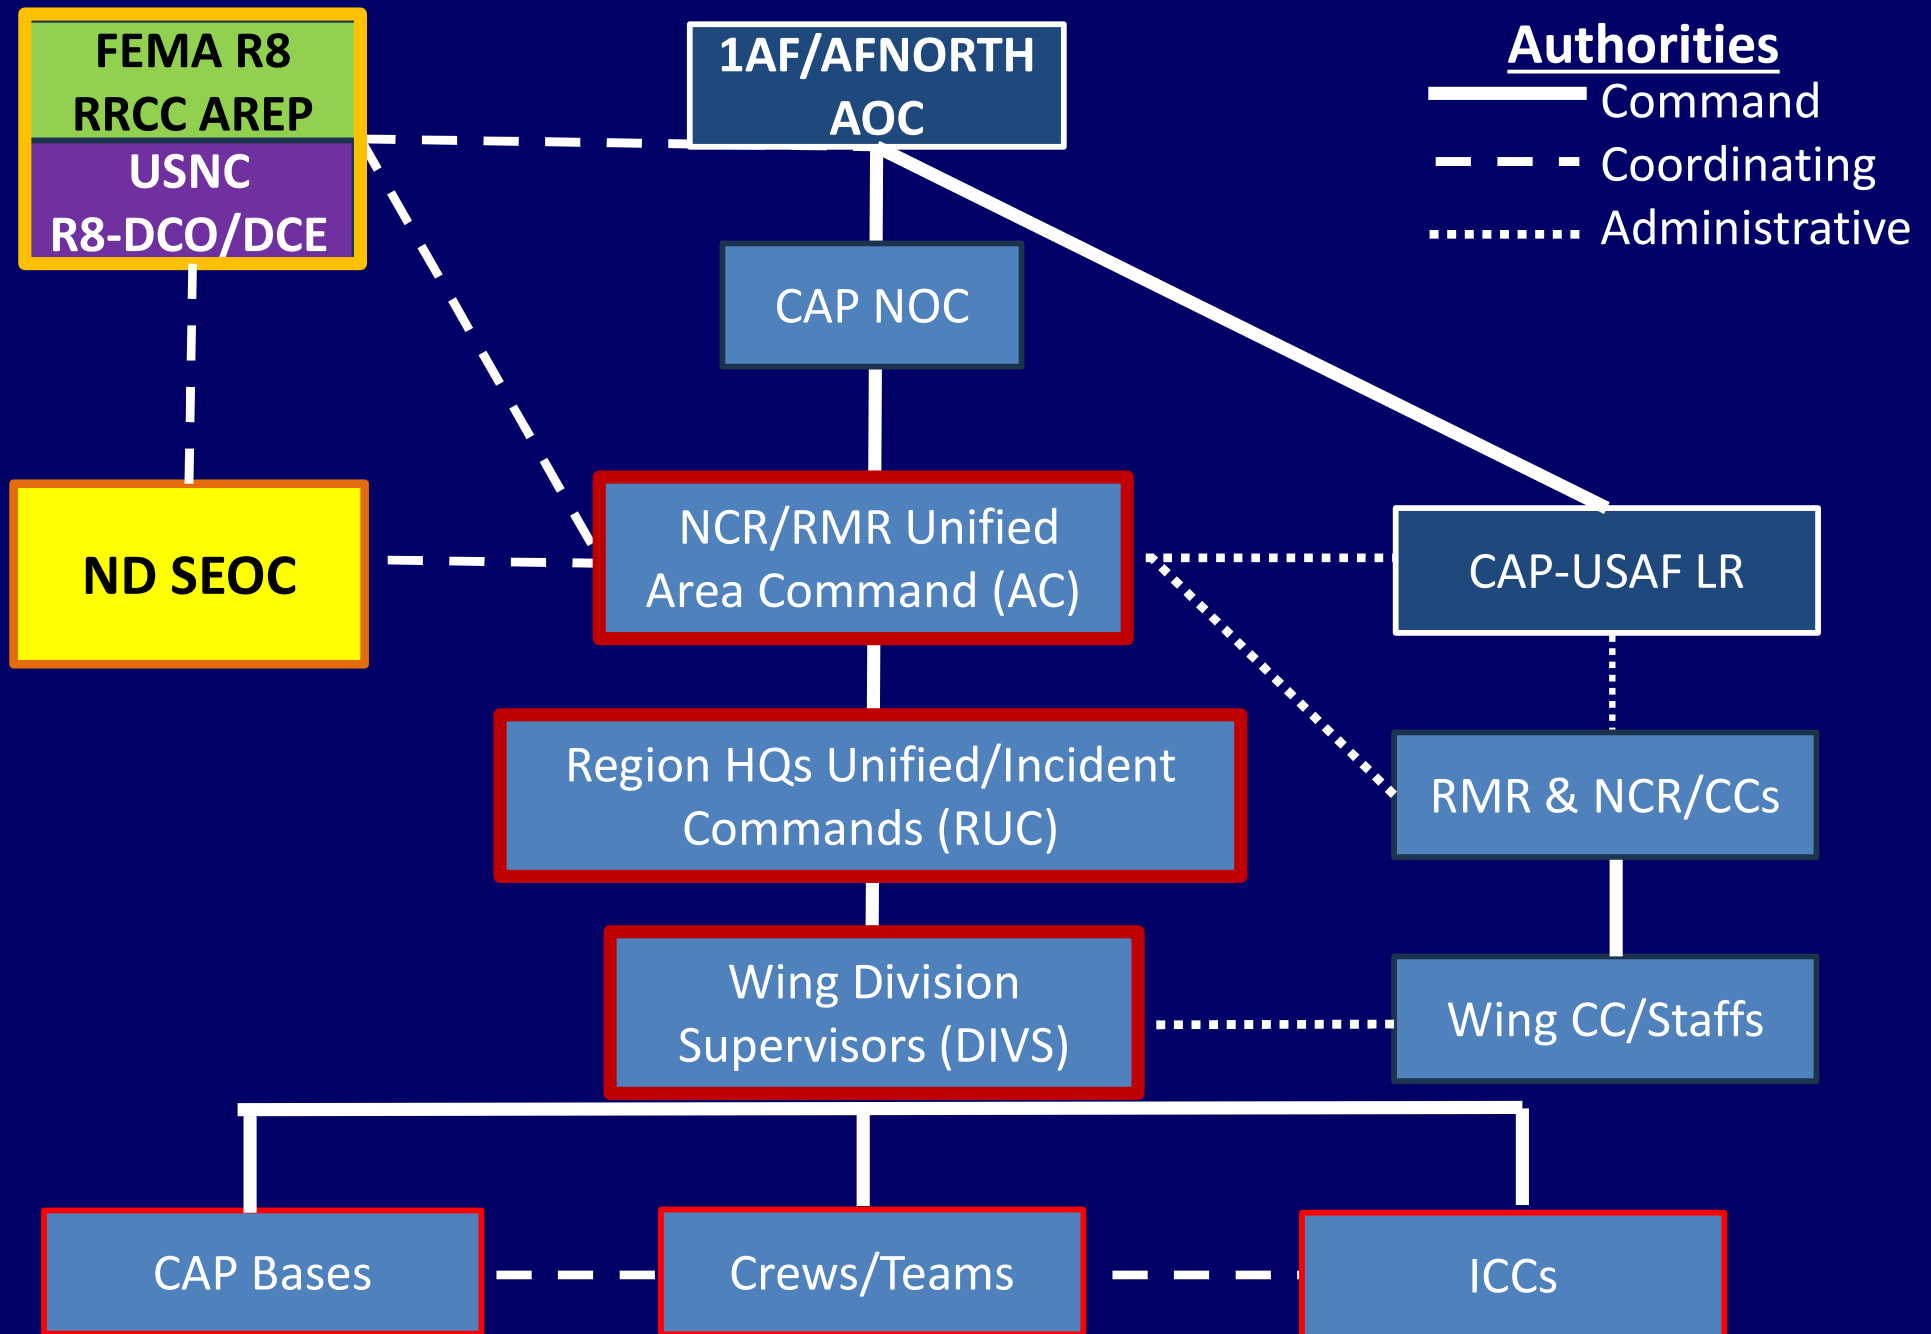 FEMA R8
RRCC AREP
USNC
R8-DCO/DCE
1AF/AFNORTH
AOC
Authorities
Command
Coordinating
Administrative
CAP NOC
ND SEOC
NCR/RMR Unified
Area Command (AC)
CAP-USAF LR
Region HQs Unified/Incident
Commands (RUC)
RMR & NCR/CCs
Wing Division
Supervisors (DIVS)
Wing CC/Staffs
CAP Bases
Crews/Teams
ICCs